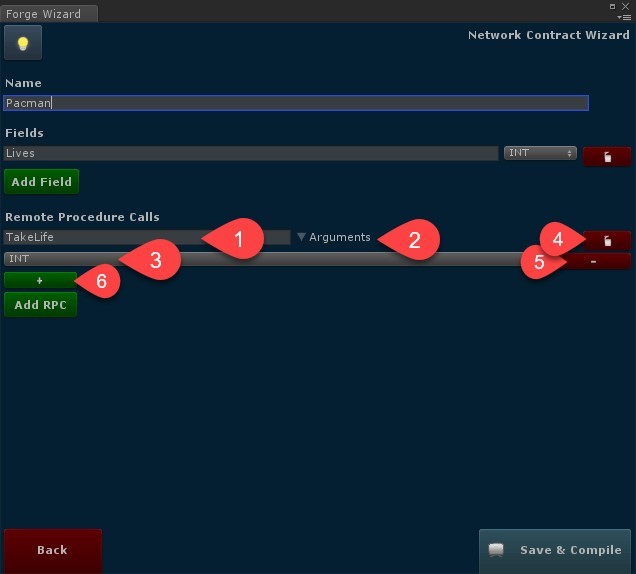 Forge Wizard
Network Contract Wizard
Name
Pacman
Fields
Lives INT
Add Field
Remote Procedure Calls
TakeLife 1 Arguments 2 4
INT 3 5 -
+ 6
Add RPC
Back Save & Compile